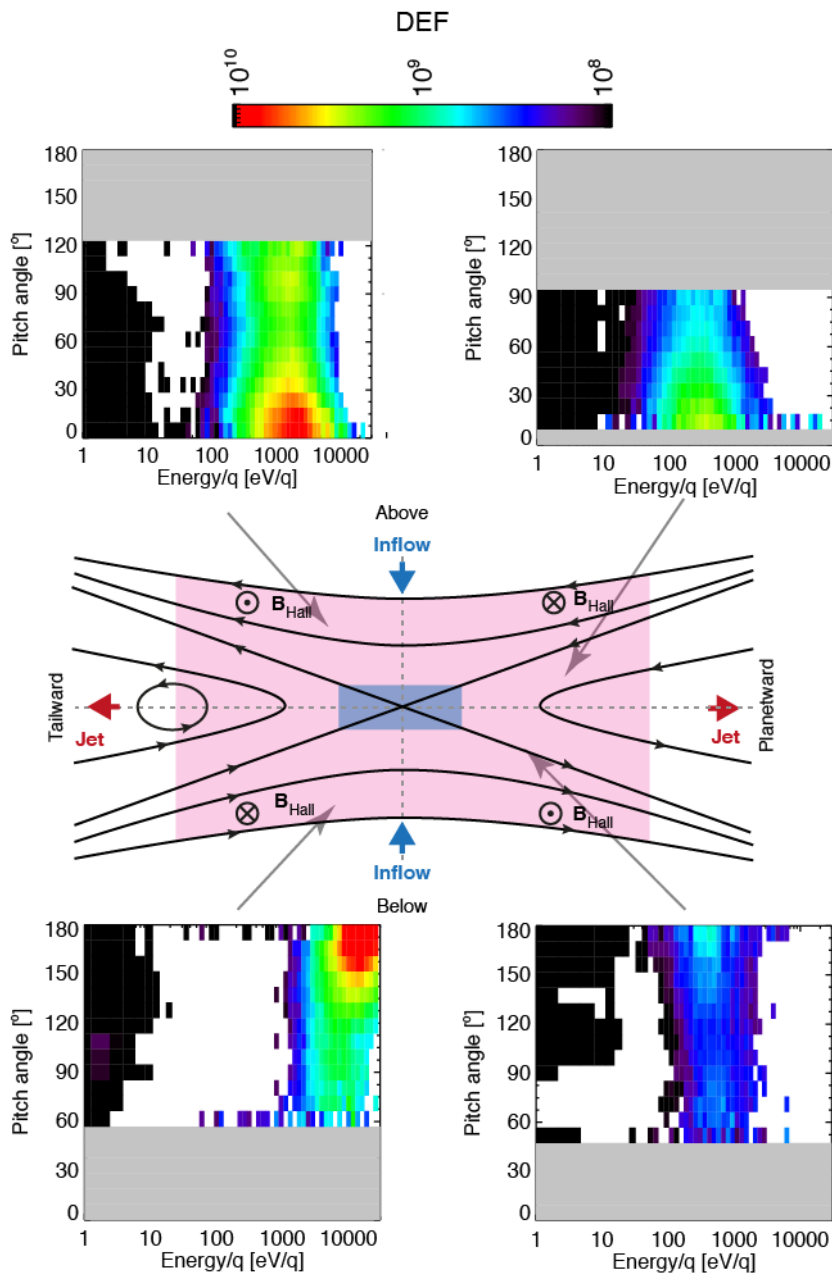 DEF
10^10 10^9 10^8
180
150
120
90
60
30
0
Pitch angle [º]
1 10 100 1000 10000
Energy/q [eV/q]
180
150
120
90
60
30
0
Pitch angle [º]
1 10 100 1000 10000
Energy/q [eV/q]
Above
Inflow
B_Hall
B_Hall
Tailward
Jet
Jet
Planetward
B_Hall
B_Hall
Inflow
Below
180
150
120
90
60
30
0
Pitch angle [º]
1 10 100 1000 10000
Energy/q [eV/q]
180
150
120
90
60
30
0
Pitch angle [º]
1 10 100 1000 10000
Energy/q [eV/q]